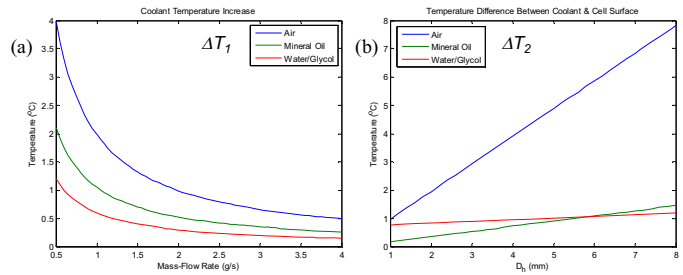 Coolant Temperature Increase
(a)
ΔT1
Air
Mineral Oil
Water/Glycol
Temperature (°C)
4
3.5
3
2.5
2
1.5
1
0.5
0
0.5
1
1.5
2
2.5
3
3.5
4
Mass-Flow Rate (g/s)
Temperature Difference Between Coolant & Cell Surface
(b)
Air
Mineral Oil
Water/Glycol
ΔT2
Temperature (°C)
8
7
6
5
4
3
2
1
0
1
2
3
4
5
6
7
8
Dh (mm)